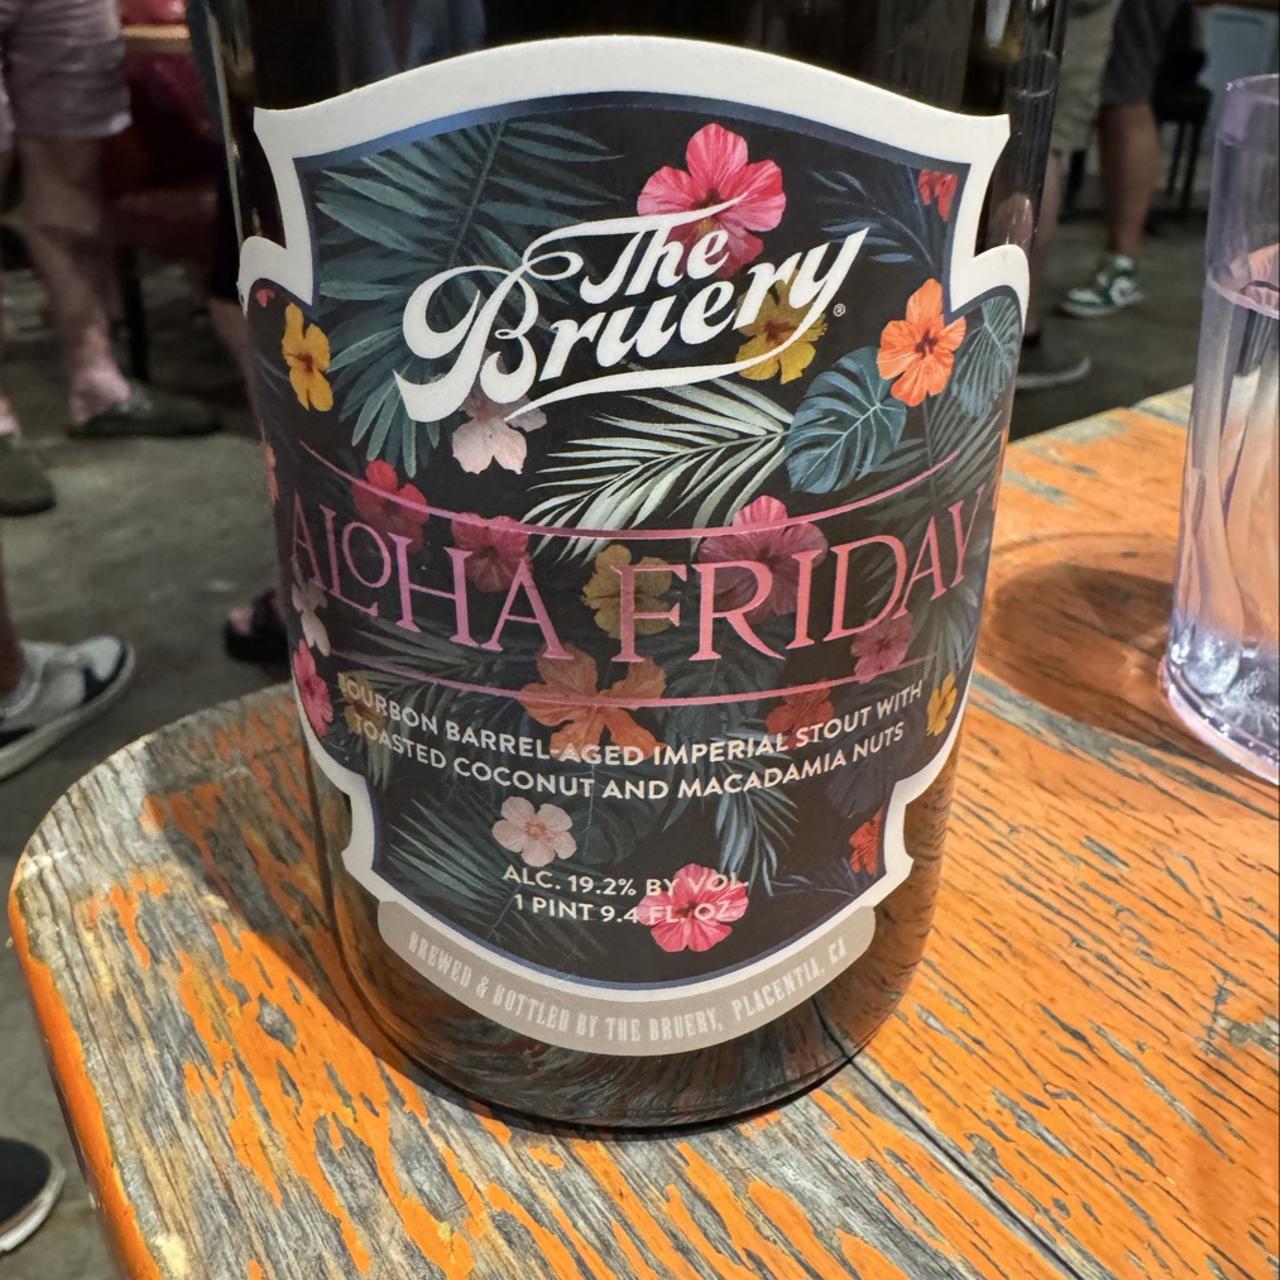 The
Bruery®
ALOHA FRIDAY
BOURBON BARREL-AGED IMPERIAL STOUT WITH
TOASTED COCONUT AND MACADAMIA NUTS
ALC. 19.2% BY VOL.
1 PINT 9.4 FL. OZ.
BREWED & BOTTLED BY THE BRUERY, PLACENTIA, CA